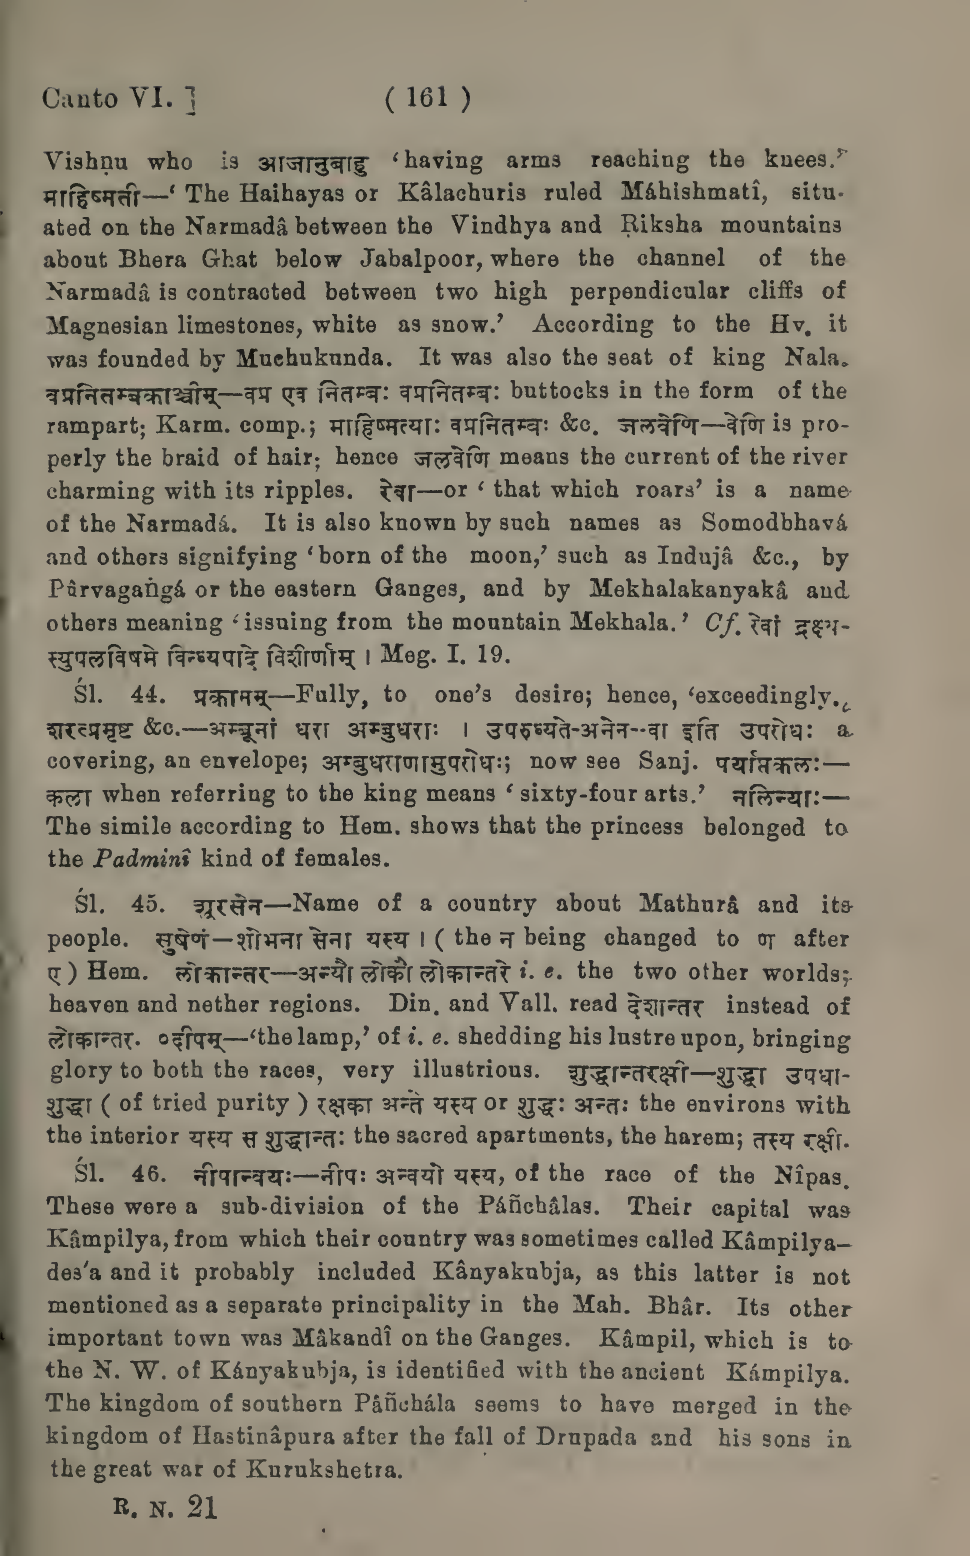 Canto VI. ] ( 161 )
Vishṇu who is आजानुबाहु ‘having arms reaching the knees.’
माहिष्मती—‘ The Haihayas or Kâlachuris ruled Máhishmatî, situ-
ated on the Narmadâ between the Vindhya and Ṛiksha mountains
about Bhera Ghat below Jabalpoor, where the channel of the
Narmadâ is contracted between two high perpendicular cliffs of
Magnesian limestones, white as snow.’ According to the Hv. it
was founded by Muchukunda. It was also the seat of king Nala.
वप्रनितम्बकाञ्चीम्—वप्र एव नितम्बः वप्रनितम्बः buttocks in the form of the
rampart; Karm. comp.; माहिष्मत्याः वप्रनितम्बः &c. जलवेणि—वेणि is pro-
perly the braid of hair; hence जलवेणि means the current of the river
charming with its ripples. रेवा—or ‘ that which roars’ is a name
of the Narmadá. It is also known by such names as Somodbhavá
and others signifying ‘born of the moon,’ such as Indujâ &c., by
Pûrvagaṅgá or the eastern Ganges, and by Mekhalakanyakâ and
others meaning ‘issuing from the mountain Mekhala.’ Cf. रेवां द्रक्ष्य-
स्युपलविषमे विन्ध्यपादे विशीर्णाम् । Meg. I. 19.
Śl. 44. प्रकामम्—Fully, to one’s desire; hence, ‘exceedingly.
शरत्प्रमृष्ट &c.—अम्बूनां धरा अम्बुधराः । उपरुध्यते-अनेन--वा इति उपरोधः a
covering, an envelope; अम्बुधराणामुपरोधः; now see Sanj. पर्याप्तकलः—
कला when referring to the king means ‘ sixty-four arts.’ नलिन्याः—
The simile according to Hem. shows that the princess belonged to
the Padminî kind of females.
Śl. 45. शूरसेन—Name of a country about Mathurâ and its
people. सुषेणं—शोभना सेना यस्य । ( the न being changed to ण after
ए ) Hem. लोकान्तर—अन्यौ लोकौ लोकान्तरे i. e. the two other worlds;
heaven and nether regions. Din. and Vall. read देशान्तर instead of
लोकान्तर. ०दीपम्—‘the lamp,’ of i. e. shedding his lustre upon, bringing
glory to both the races, very illustrious. शुद्धान्तरक्षी—शुद्धा उपधा-
शुद्धा ( of tried purity ) रक्षका अन्ते यस्य or शुद्धः अन्तः the environs with
the interior यस्य स शुद्धान्तः the sacred apartments, the harem; तस्य रक्षी.
Śl. 46. नीपान्वयः—नीपः अन्वयो यस्य, of the race of the Nîpas.
These were a sub-division of the Páñchâlas. Their capital was
Kâmpilya, from which their country was sometimes called Kâmpilya-
des′a and it probably included Kânyakubja, as this latter is not
mentioned as a separate principality in the Mah. Bhâr. Its other
important town was Mâkandî on the Ganges. Kâmpil, which is to
the N. W. of Kányakubja, is identified with the ancient Kámpilya.
The kingdom of southern Páñchála seems to have merged in the
kingdom of Hastinâpura after the fall of Drupada and his sons in
the great war of Kurukshetra.
R. N. 21